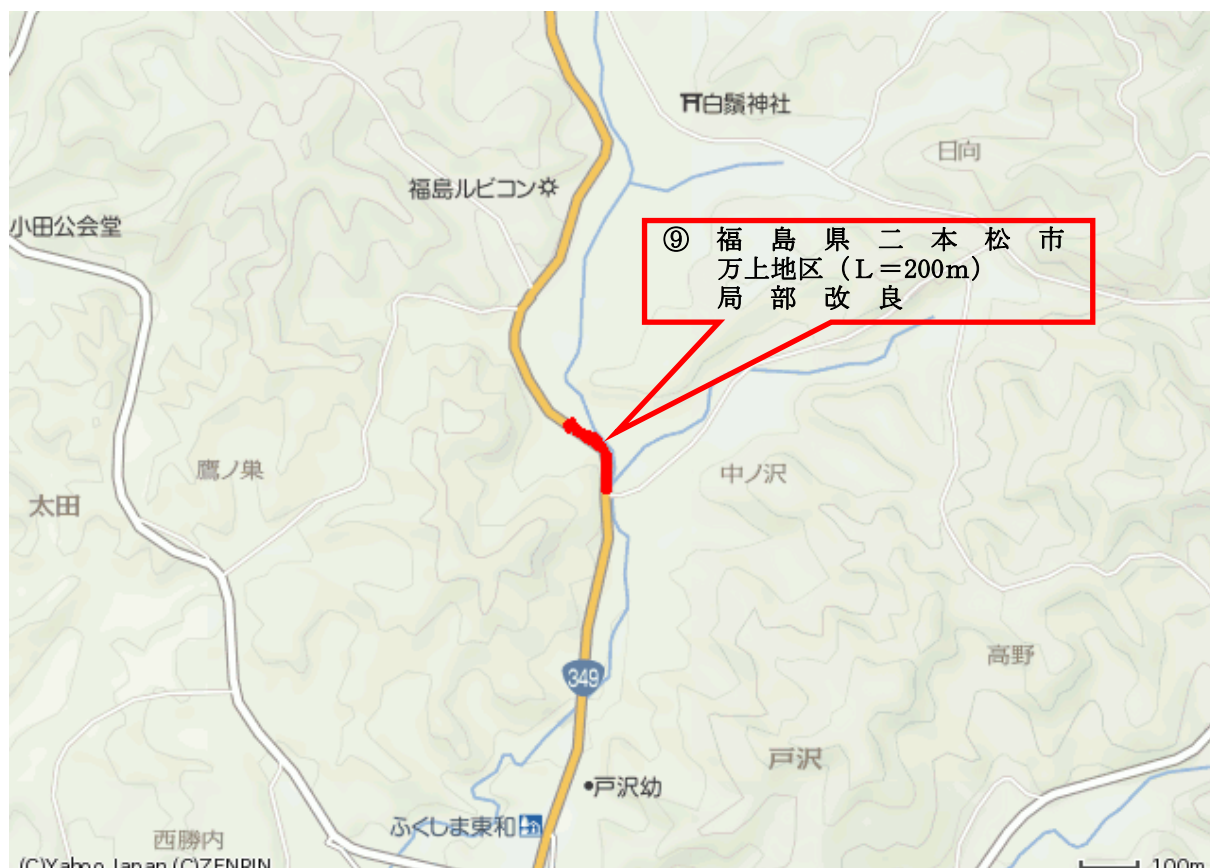 白鬚神社
日向
福島ルビコン
小田公会堂
⑨ 福島県二本松市
万上地区（L＝200m）
局部改良
鷹ノ巣
中ノ沢
太田
高野
349
戸沢
戸沢幼
ふくしま東和
西勝内
(C)Yahoo Japan,(C)ZENRIN
100m